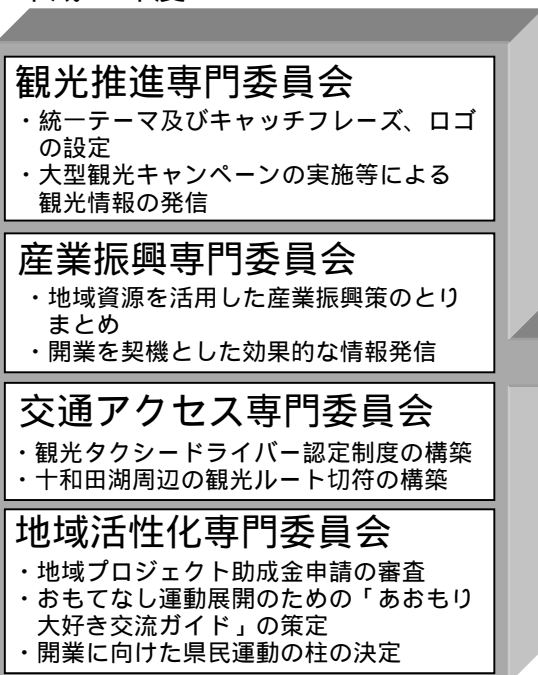 観光推進専門委員会
・統一テーマ及びキャッチフレーズ、ロゴ
の設定
・大型観光キャンペーンの実施等による
観光情報の発信
産業振興専門委員会
・地域資源を活用した産業振興策のとり
まとめ
・開業を契機とした効果的な情報発信
交通アクセス専門委員会
・観光タクシードライバー認定制度の構築
・十和田湖周辺の観光ルート切符の構築
地域活性化専門委員会
・地域プロジェクト助成金申請の審査
・おもてなし運動展開のための「あおもり
大好き交流ガイド」の策定
・開業に向けた県民運動の柱の決定